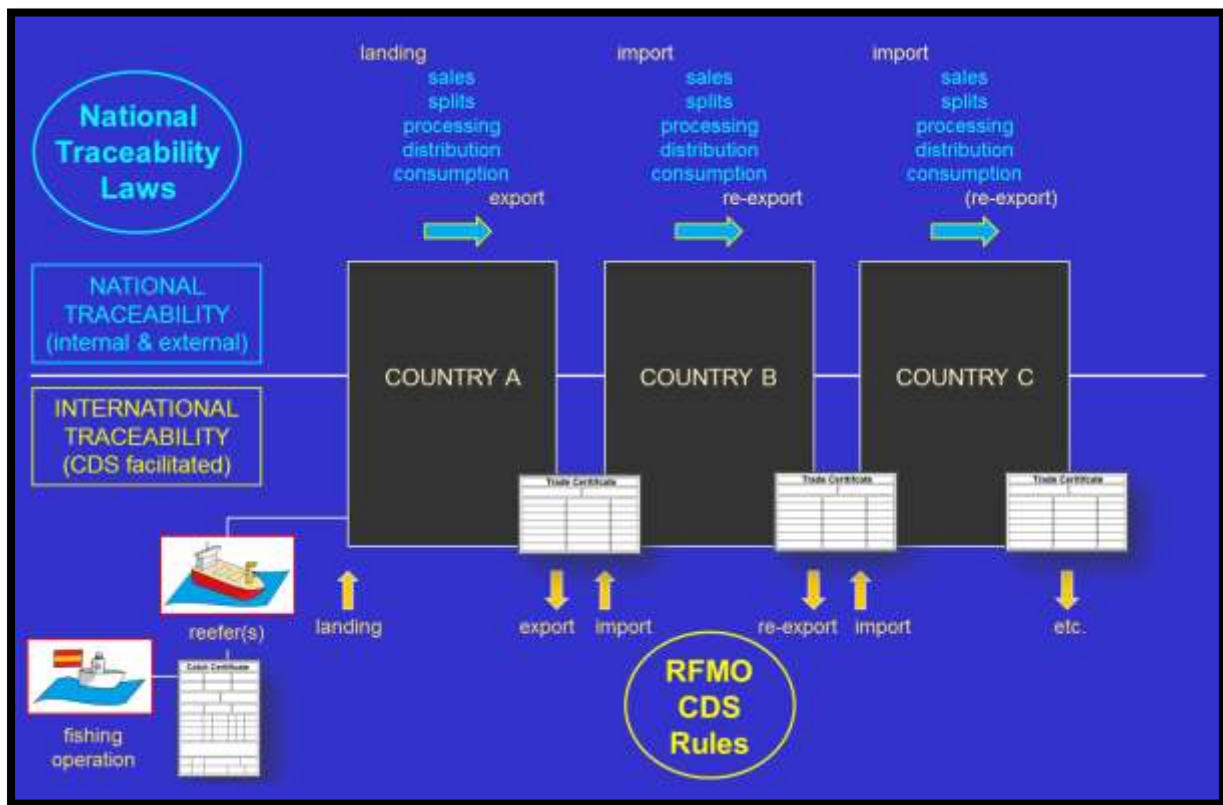 landing
sales
splits
processing
distribution
consumption
export
import
sales
splits
processing
distribution
consumption
re-export
import
sales
splits
processing
distribution
consumption
(re-export)
National
Traceability
Laws
NATIONAL
TRACEABILITY
(internal & external)
COUNTRY A
COUNTRY B
COUNTRY C
INTERNATIONAL
TRACEABILITY
(CDS facilitated)
Trade Certificate
Trade Certificate
Trade Certificate
reefer(s)
landing
export
import
re-export
import
etc.
Catch Certificate
fishing
operation
RFMO
CDS
Rules